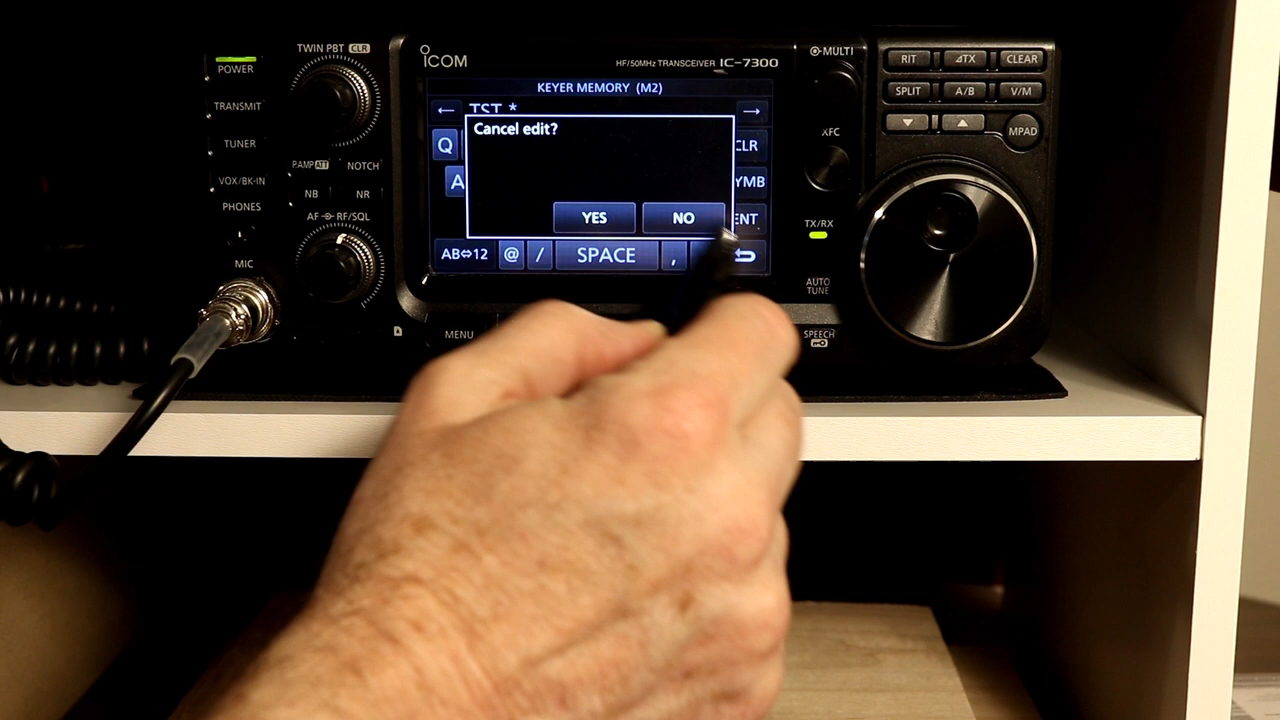 POWER
TRANSMIT
TUNER
VOX/BK-IN
PHONES
MIC
TWIN PBT CLR
P.AMP ATT NOTCH
NB NR
AF RF/SQL
ICOM
HF/50MHz TRANSCEIVER IC-7300
KEYER MEMORY (M2)
← TST * →
Cancel edit?
Q
A
CLR
YMB
ENT
YES NO
AB⇔12 @ / SPACE ,
MENU
MULTI
XFC
TX/RX
AUTO
TUNE
SPEECH
RIT ⊿TX CLEAR
SPLIT A/B V/M
MPAD